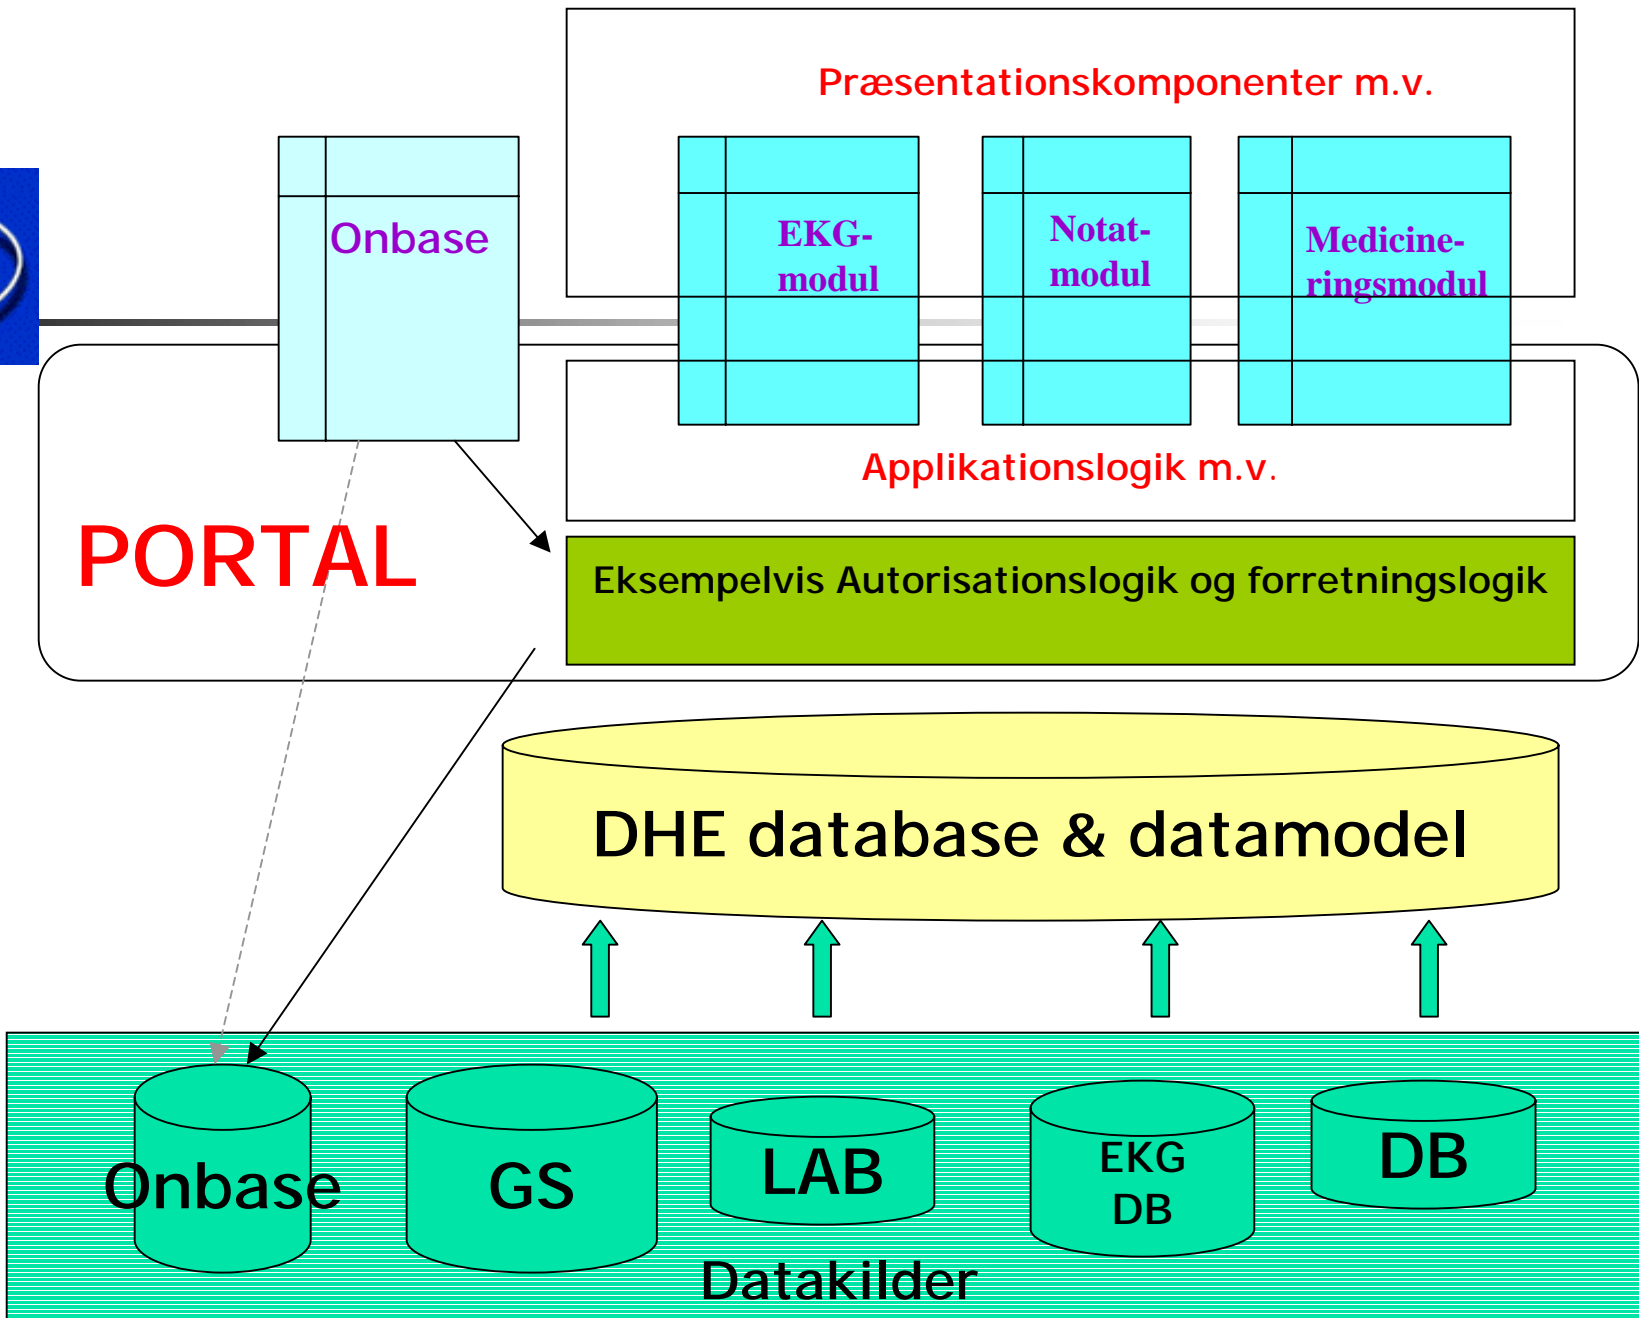 Præsentationskomponenter m.v.
Onbase
EKG-
modul
Notat-
modul
Medicine-
ringsmodul
Applikationslogik m.v.
PORTAL
Eksempelvis Autorisationslogik og forretningslogik
DHE database & datamodel
Onbase
GS
LAB
EKG
DB
DB
Datakilder